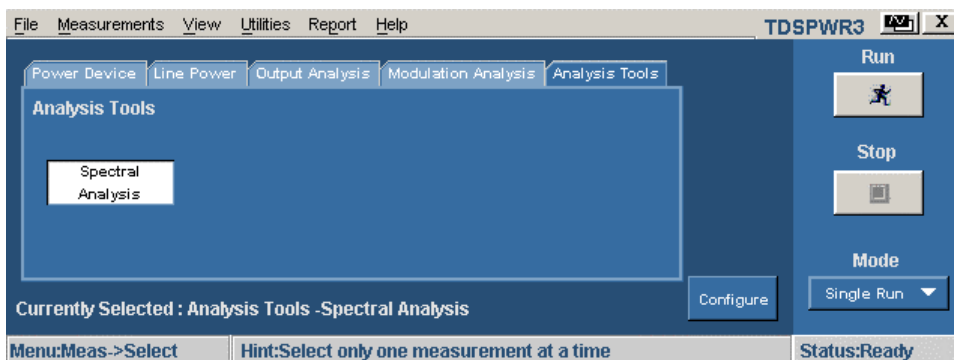 File Measurements View Utilities Report Help TDSPWR3 X
Power Device Line Power Output Analysis Modulation Analysis Analysis Tools
Analysis Tools
Spectral
Analysis
Currently Selected : Analysis Tools -Spectral Analysis
Configure
Run
Stop
Mode
Single Run
Menu:Meas->Select Hint:Select only one measurement at a time Status:Ready